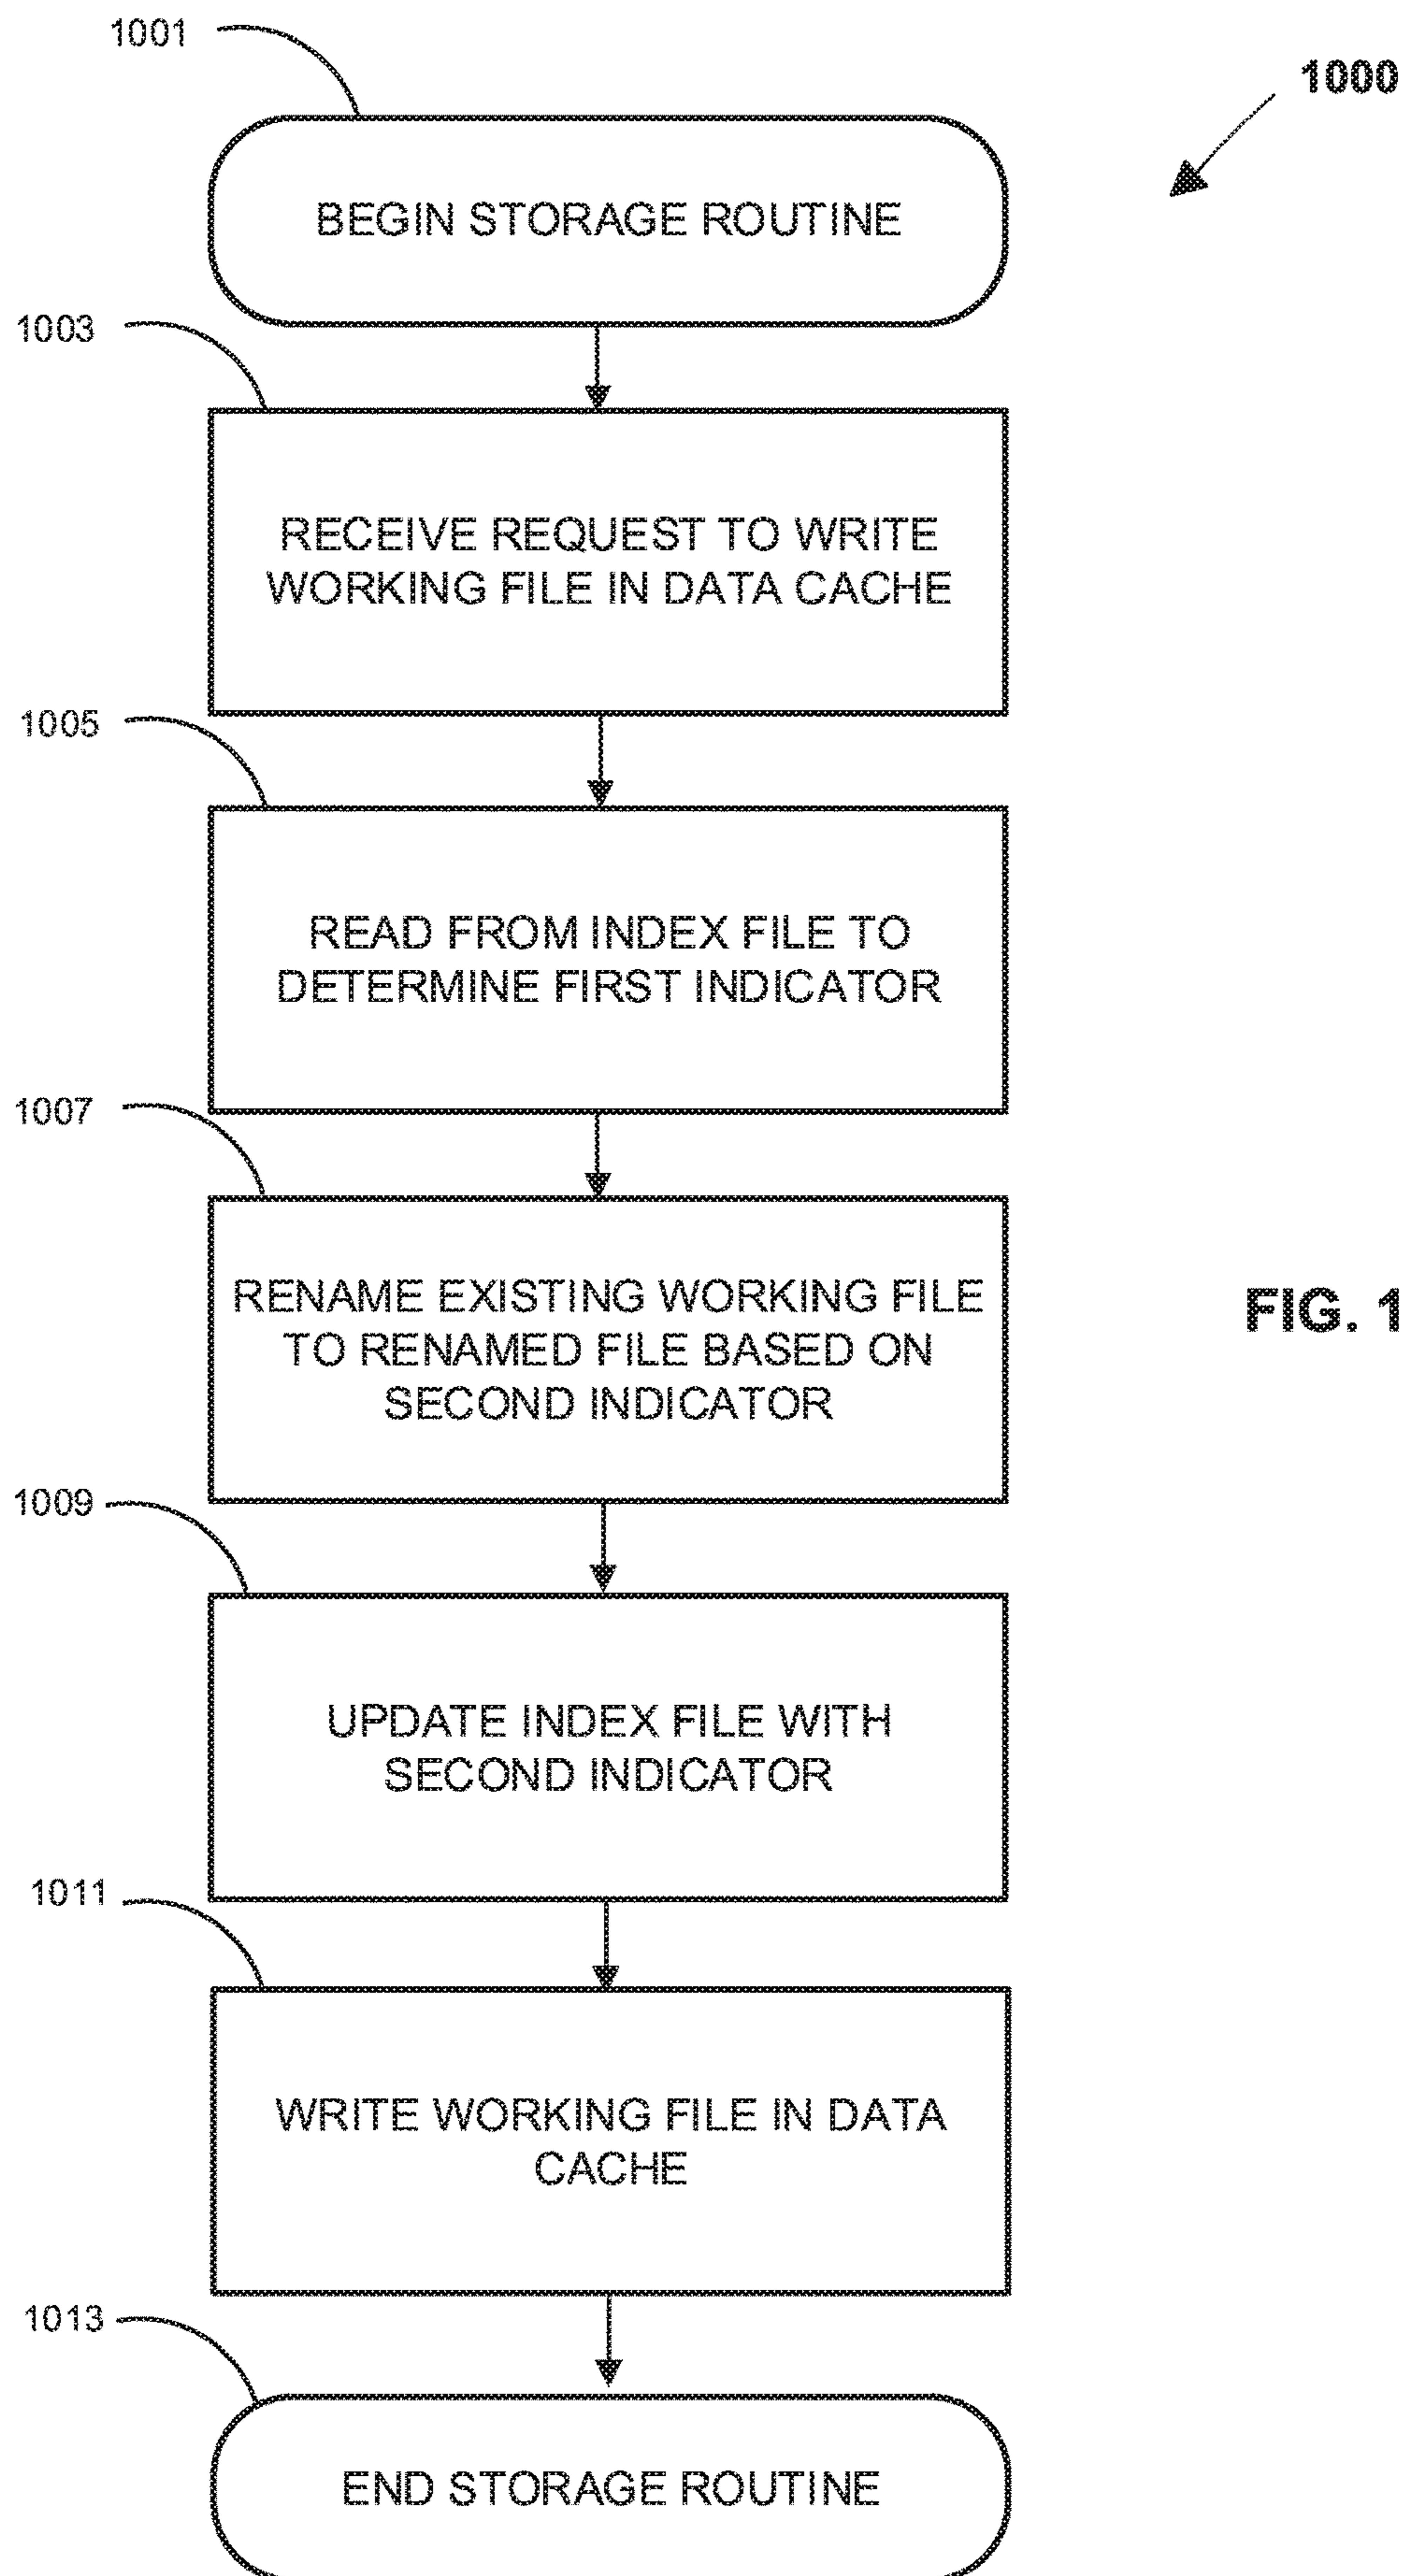 1001
1000
BEGIN STORAGE ROUTINE
1003
RECEIVE REQUEST TO WRITE
WORKING FILE IN DATA CACHE
1005
READ FROM INDEX FILE TO
DETERMINE FIRST INDICATOR
1007
RENAME EXISTING WORKING FILE
TO RENAMED FILE BASED ON
SECOND INDICATOR
FIG. 1
1009
UPDATE INDEX FILE WITH
SECOND INDICATOR
1011
WRITE WORKING FILE IN DATA
CACHE
1013
END STORAGE ROUTINE